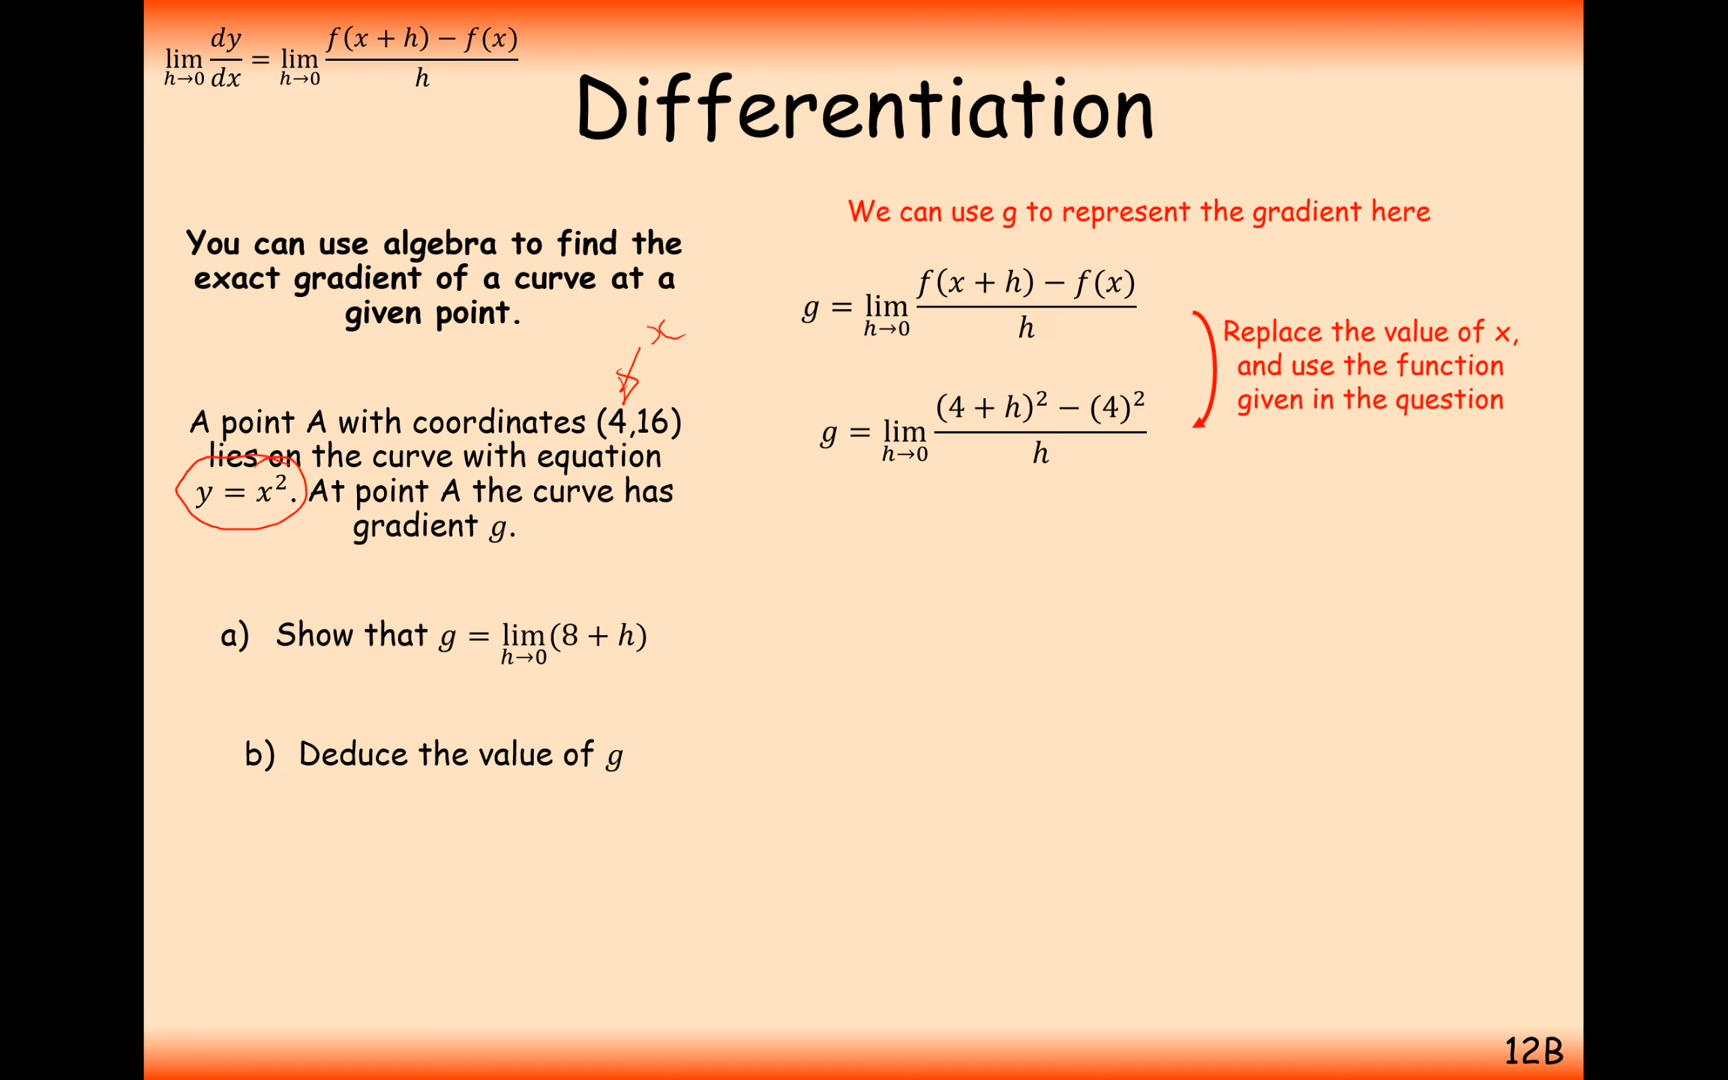 lim_{h→0} dy/dx = lim_{h→0} (f(x + h) − f(x))/h
Differentiation
You can use algebra to find the
exact gradient of a curve at a
given point.
x
A point A with coordinates (4,16)
lies on the curve with equation
y = x². At point A the curve has
gradient g.
a) Show that g = lim_{h→0}(8 + h)
b) Deduce the value of g
We can use g to represent the gradient here
g = lim_{h→0} (f(x + h) − f(x))/h
g = lim_{h→0} ((4 + h)² − (4)²)/h
Replace the value of x,
and use the function
given in the question
12B